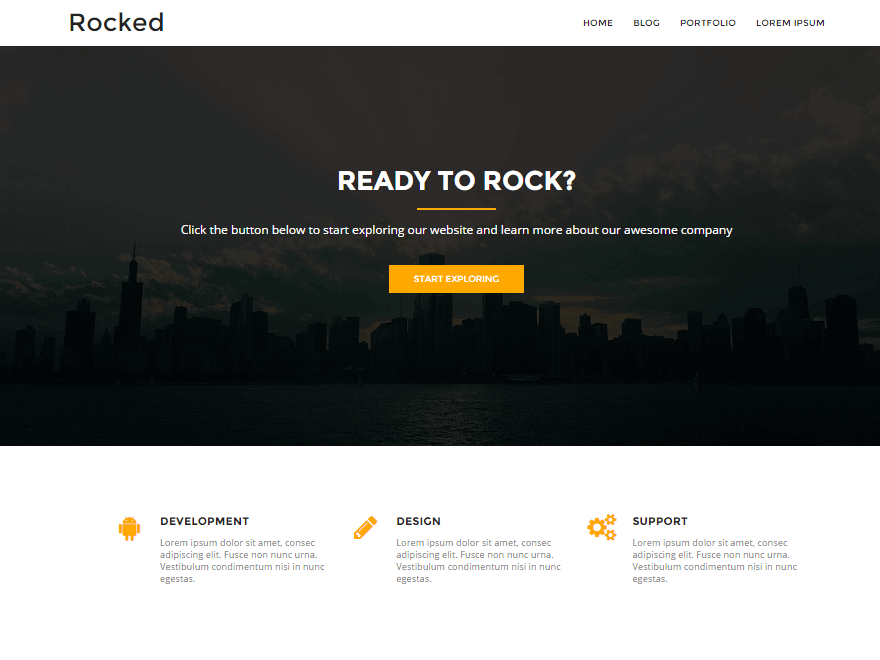 Rocked
HOME BLOG PORTFOLIO LOREM IPSUM
READY TO ROCK?
Click the button below to start exploring our website and learn more about our awesome company
START EXPLORING
DEVELOPMENT
Lorem ipsum dolor sit amet, consec
adipiscing elit. Fusce non nunc urna.
Vestibulum condimentum nisi in nunc
egestas.
DESIGN
Lorem ipsum dolor sit amet, consec
adipiscing elit. Fusce non nunc urna.
Vestibulum condimentum nisi in nunc
egestas.
SUPPORT
Lorem ipsum dolor sit amet, consec
adipiscing elit. Fusce non nunc urna.
Vestibulum condimentum nisi in nunc
egestas.